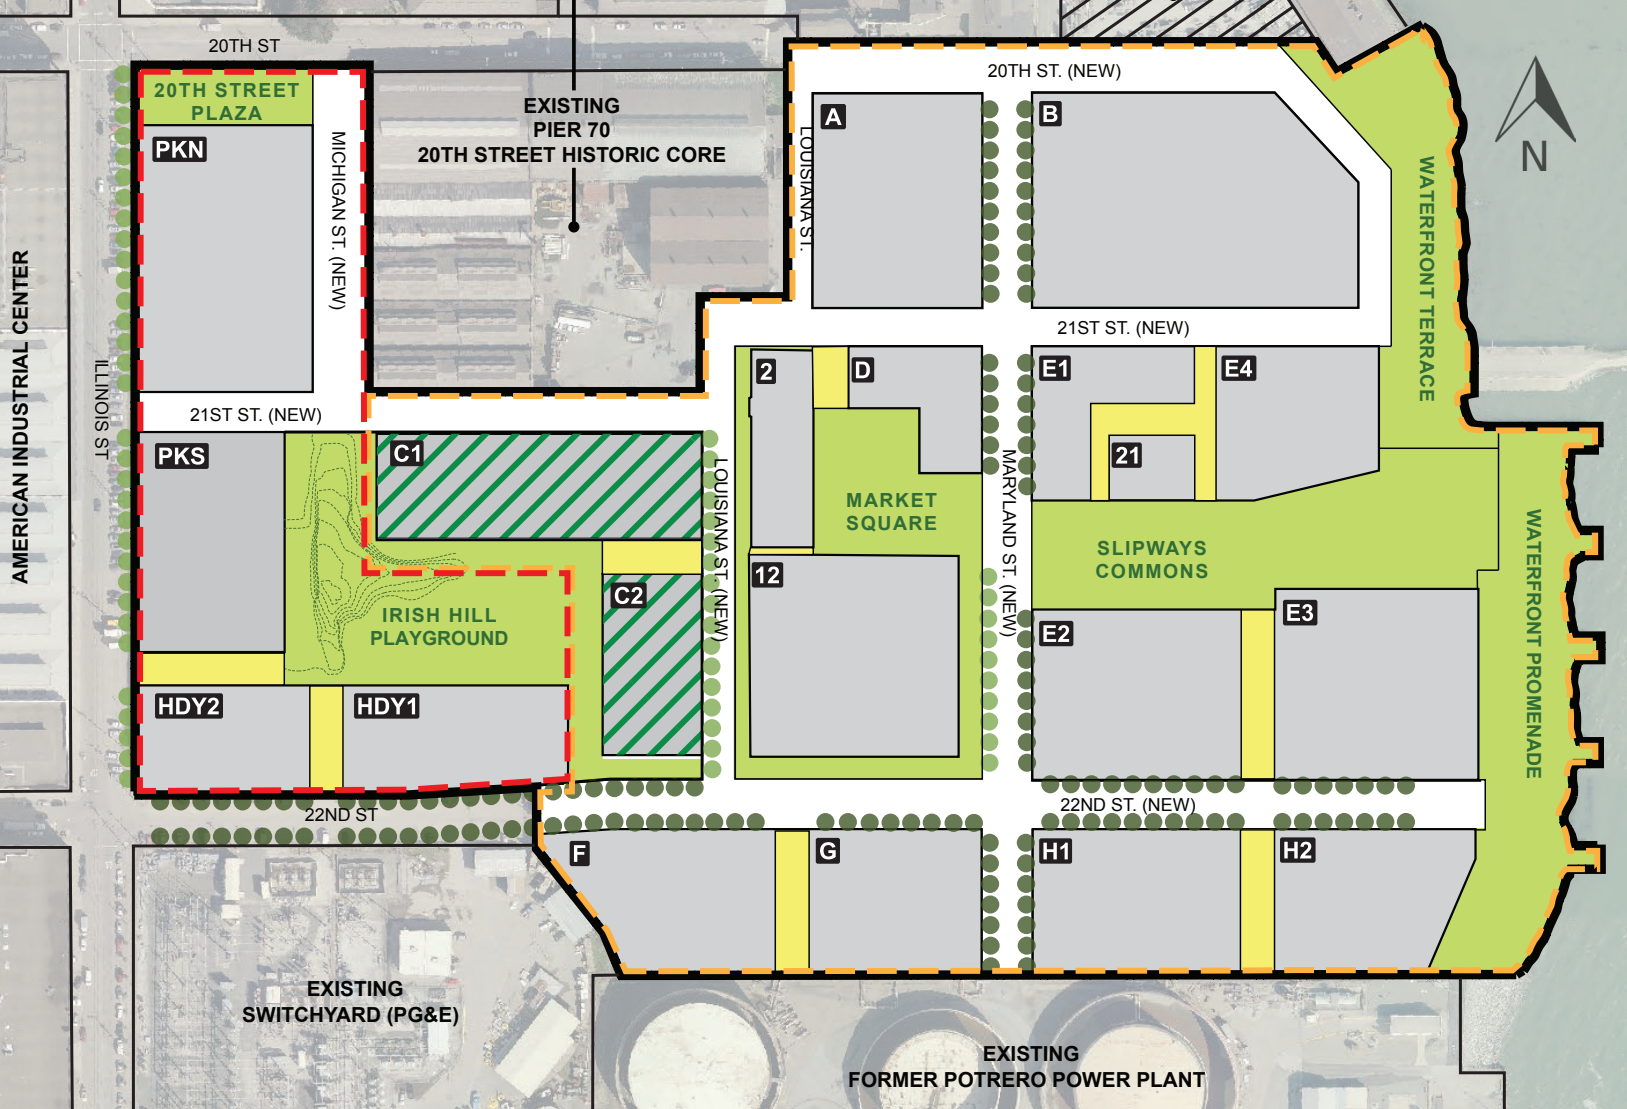 20TH ST
20TH STREET
PLAZA
PKN
MICHIGAN ST. (NEW)
EXISTING
PIER 70
20TH STREET HISTORIC CORE
20TH ST. (NEW)
A
B
LOUISIANA ST.
N
WATERFRONT TERRACE
AMERICAN INDUSTRIAL CENTER
ILLINOIS ST
21ST ST. (NEW)
21ST ST. (NEW)
PKS
C1
2
D
E1
E4
21
LOUISIANA ST. (NEW)
MARYLAND ST. (NEW)
MARKET
SQUARE
SLIPWAYS
COMMONS
WATERFRONT PROMENADE
12
C2
IRISH HILL
PLAYGROUND
E2
E3
HDY2
HDY1
22ND ST
22ND ST. (NEW)
F
G
H1
H2
EXISTING
SWITCHYARD (PG&E)
EXISTING
FORMER POTRERO POWER PLANT